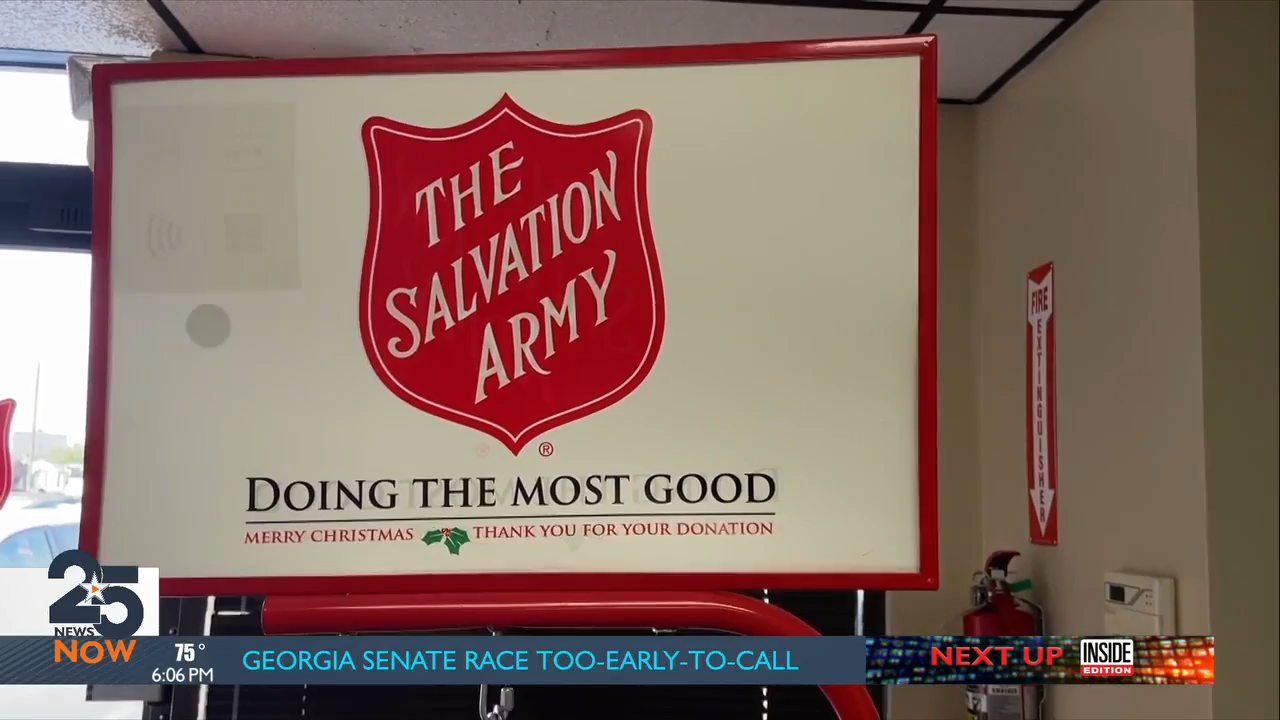 THE
SALVATION
ARMY
®
DOING THE MOST GOOD
MERRY CHRISTMAS THANK YOU FOR YOUR DONATION
FIRE
EXTINGUISHER
25
NEWS
NOW
75°
6:06 PM
GEORGIA SENATE RACE TOO-EARLY-TO-CALL
NEXT UP
INSIDE
EDITION